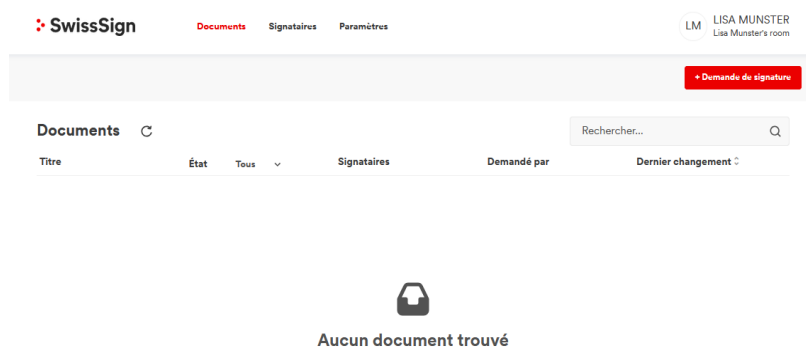 SwissSign
Documents Signataires Paramètres
LM
LISA MUNSTER
Lisa Munster's room
+ Demande de signature
Documents
Rechercher...
Titre État Tous Signataires Demandé par Dernier changement
Aucun document trouvé